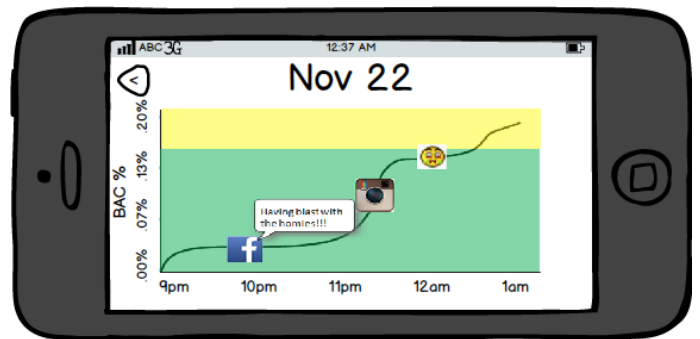 ABC 3G 12:37 AM
<
Nov 22
BAC %
.20%
.13%
.07%
.00%
Having blast with
the homies!!!
f
9pm 10pm 11pm 12am 1am